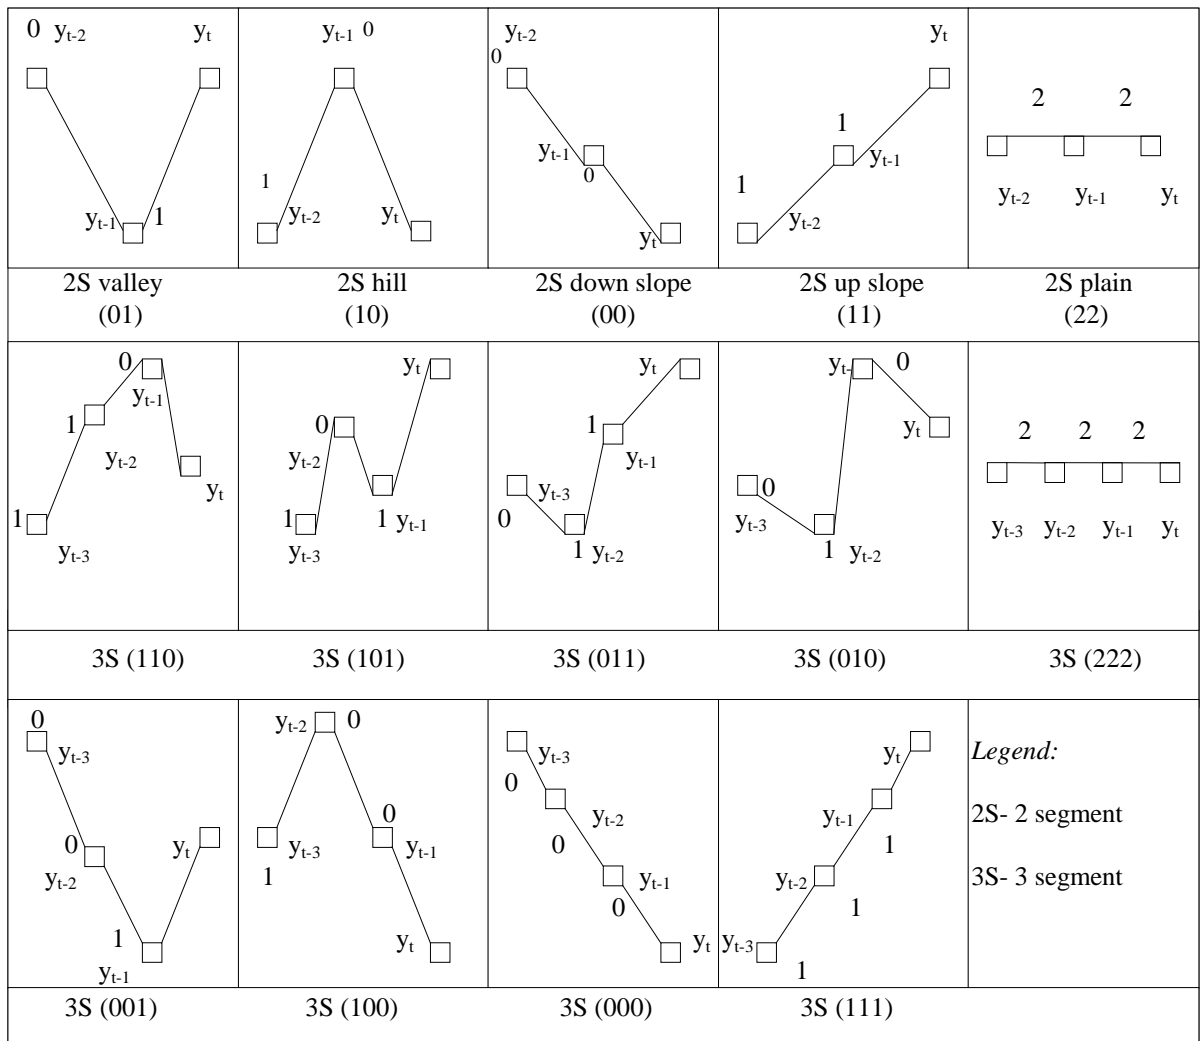 0 y_{t-2} y_t
y_{t-1} 1
2S valley
(01)
y_{t-1} 0
1
y_{t-2} y_t
2S hill
(10)
y_{t-2}
0
y_{t-1}
0
y_t
2S down slope
(00)
y_t
1
y_{t-1}
1
y_{t-2}
2S up slope
(11)
2 2
y_{t-2} y_{t-1} y_t
2S plain
(22)
0
y_{t-1}
1
y_{t-2}
y_t
1
y_{t-3}
3S (110)
y_t
0
y_{t-2}
1 1 y_{t-1}
y_{t-3}
3S (101)
y_t
1
y_{t-1}
y_{t-3}
0
1 y_{t-2}
3S (011)
y_{t-} 0
y_t
0
y_{t-3}
1 y_{t-2}
3S (010)
2 2 2
y_{t-3} y_{t-2} y_{t-1} y_t
3S (222)
0
y_{t-3}
0 y_t
y_{t-2}
1
y_{t-1}
3S (001)
y_{t-2} 0
0
y_{t-3} y_{t-1}
1
y_t
3S (100)
y_{t-3}
0
y_{t-2}
0
y_{t-1}
0
y_t
3S (000)
y_t
y_{t-1}
1
y_{t-2}
1
y_{t-3}
1
3S (111)
Legend:
2S- 2 segment
3S- 3 segment